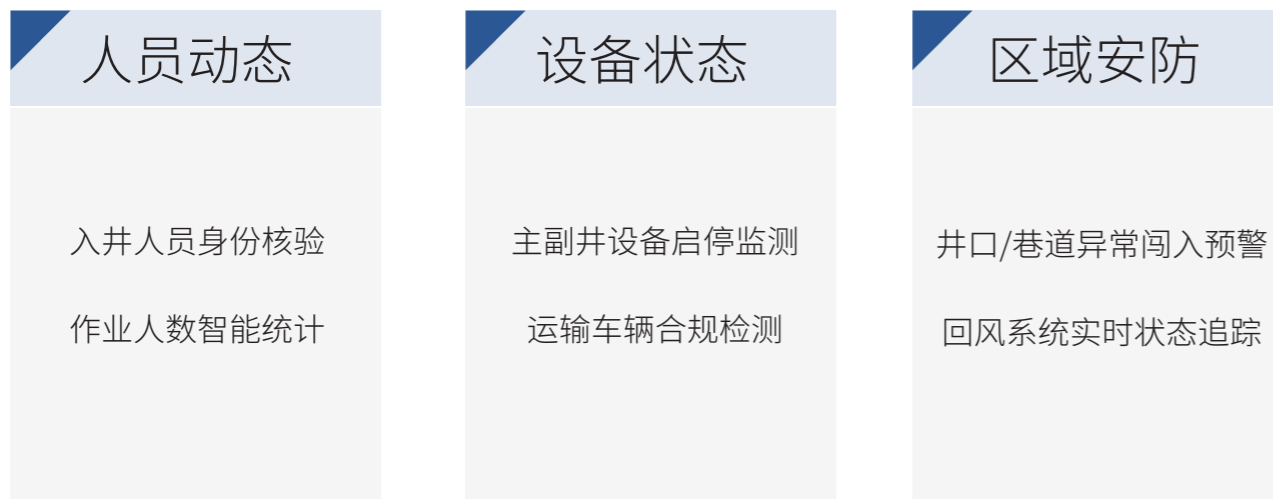 人员动态
入井人员身份核验
作业人数智能统计
设备状态
主副井设备启停监测
运输车辆合规检测
区域安防
井口/巷道异常闯入预警
回风系统实时状态追踪